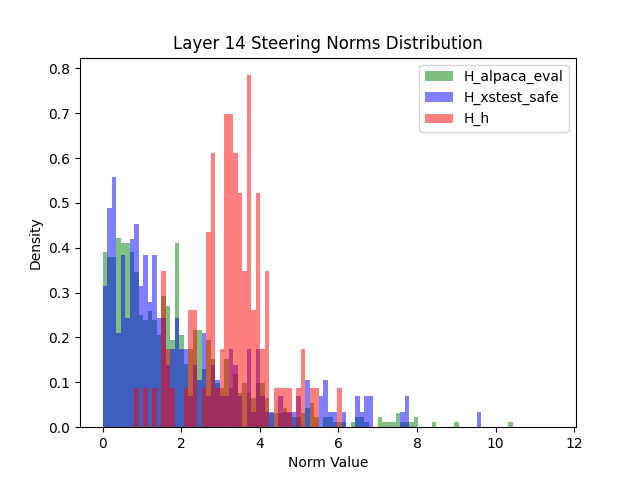 Layer 14 Steering Norms Distribution
H_alpaca_eval
H_xstest_safe
H_h
0.8
0.7
0.6
0.5
0.4
0.3
0.2
0.1
0.0
Density
0 2 4 6 8 10 12
Norm Value